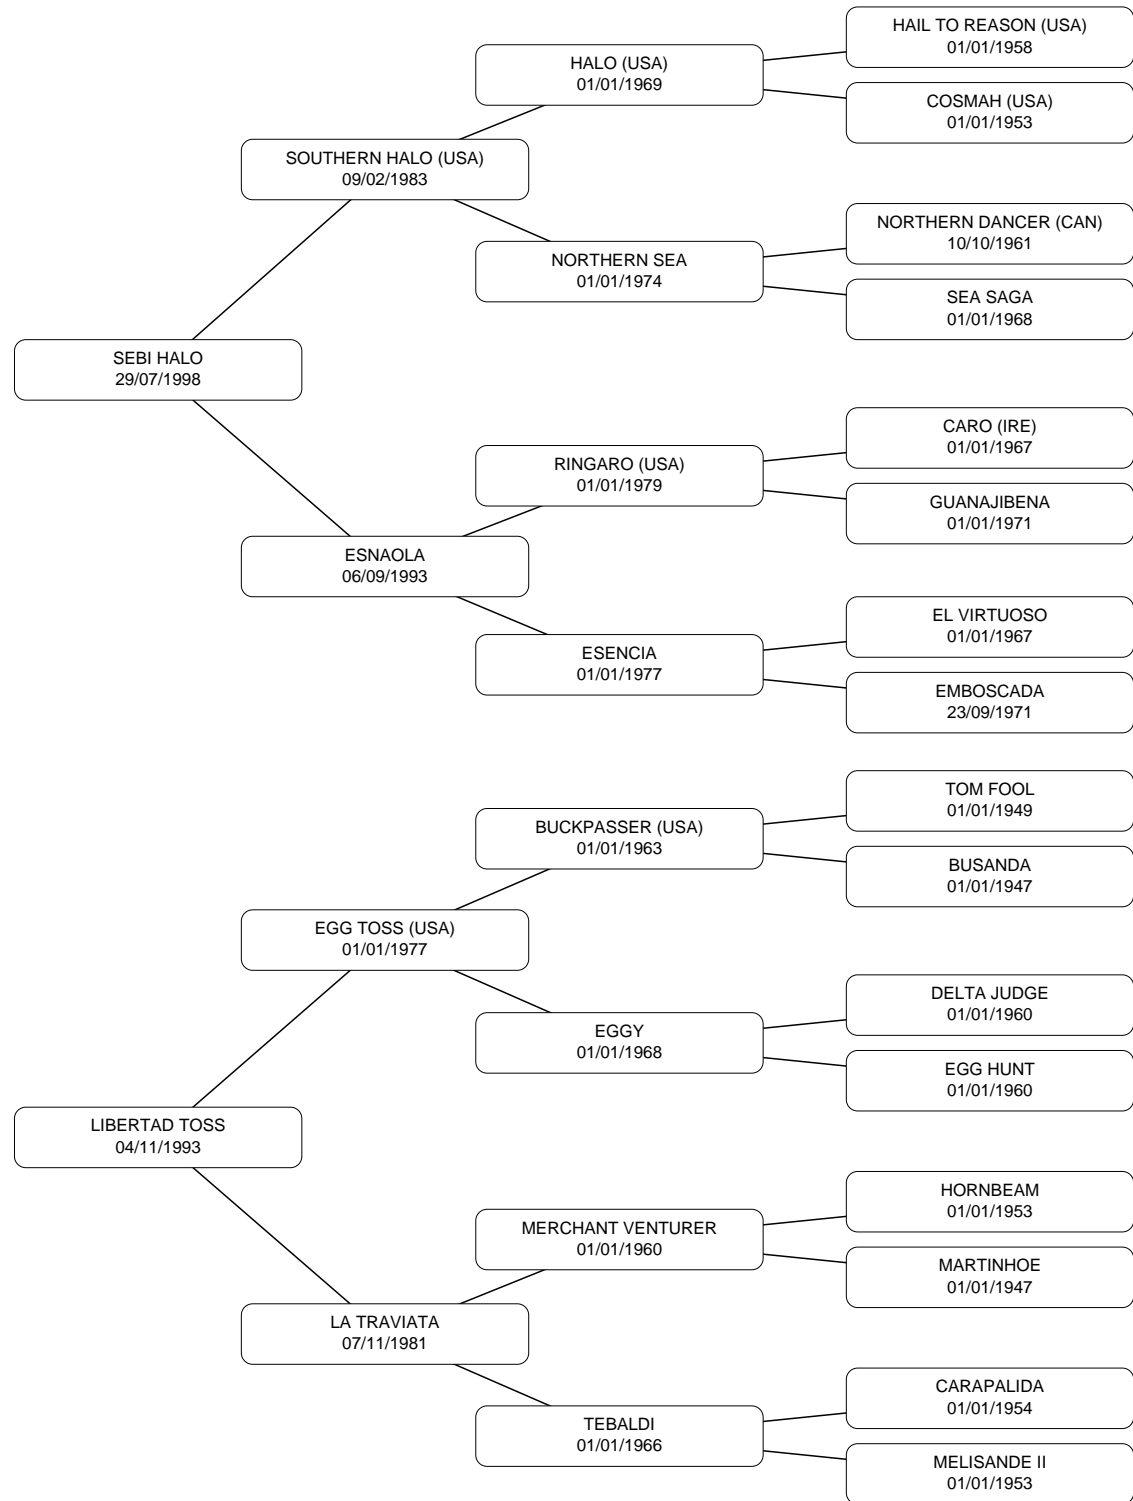 HAIL TO REASON (USA)
01/01/1958
HALO (USA)
01/01/1969
COSMAH (USA)
01/01/1953
SOUTHERN HALO (USA)
09/02/1983
NORTHERN DANCER (CAN)
10/10/1961
NORTHERN SEA
01/01/1974
SEA SAGA
01/01/1968
SEBI HALO
29/07/1998
CARO (IRE)
01/01/1967
RINGARO (USA)
01/01/1979
GUANAJIBENA
01/01/1971
ESNAOLA
06/09/1993
EL VIRTUOSO
01/01/1967
ESENCIA
01/01/1977
EMBOSCADA
23/09/1971
TOM FOOL
01/01/1949
BUCKPASSER (USA)
01/01/1963
BUSANDA
01/01/1947
EGG TOSS (USA)
01/01/1977
DELTA JUDGE
01/01/1960
EGGY
01/01/1968
EGG HUNT
01/01/1960
LIBERTAD TOSS
04/11/1993
HORNBEAM
01/01/1953
MERCHANT VENTURER
01/01/1960
MARTINHOE
01/01/1947
LA TRAVIATA
07/11/1981
CARAPALIDA
01/01/1954
TEBALDI
01/01/1966
MELISANDE II
01/01/1953